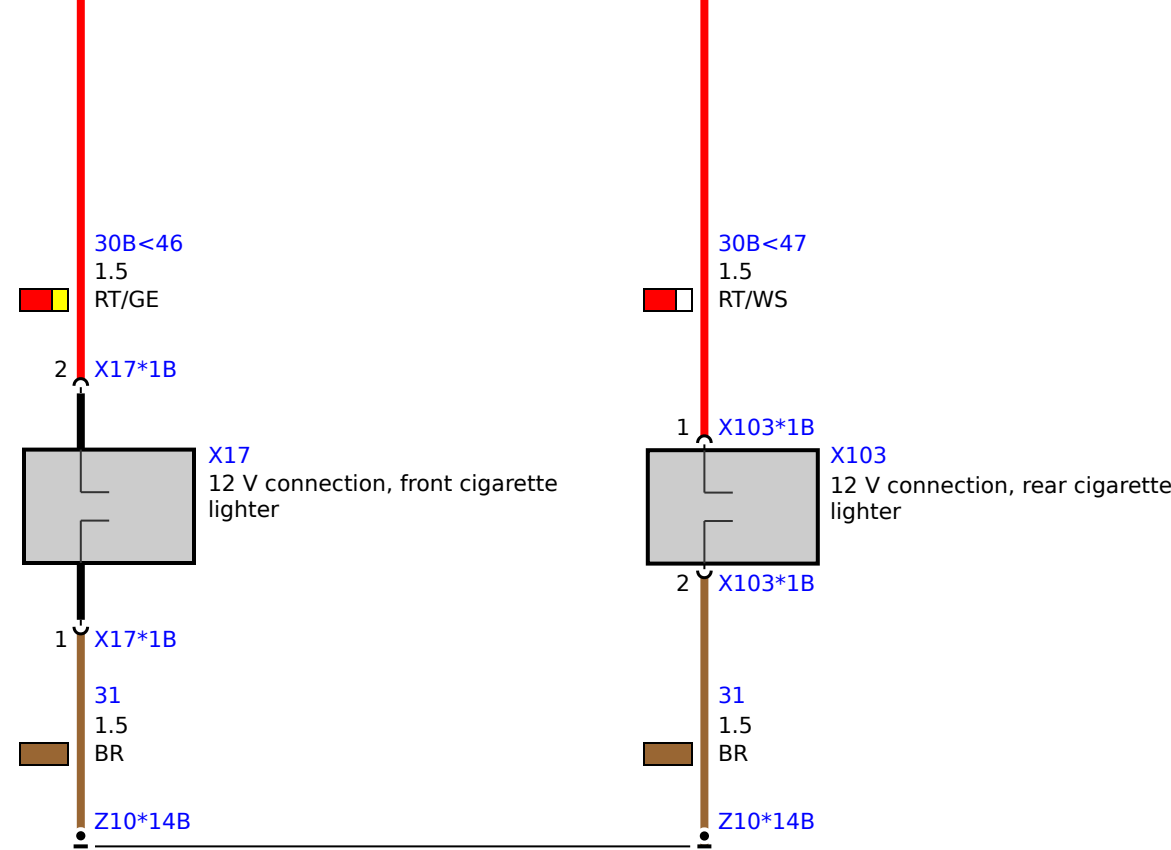 30B<46
1.5
RT/GE
2 X17*1B
X17
12 V connection, front cigarette
lighter
1 X17*1B
31
1.5
BR
Z10*14B
30B<47
1.5
RT/WS
1 X103*1B
X103
12 V connection, rear cigarette
lighter
2 X103*1B
31
1.5
BR
Z10*14B